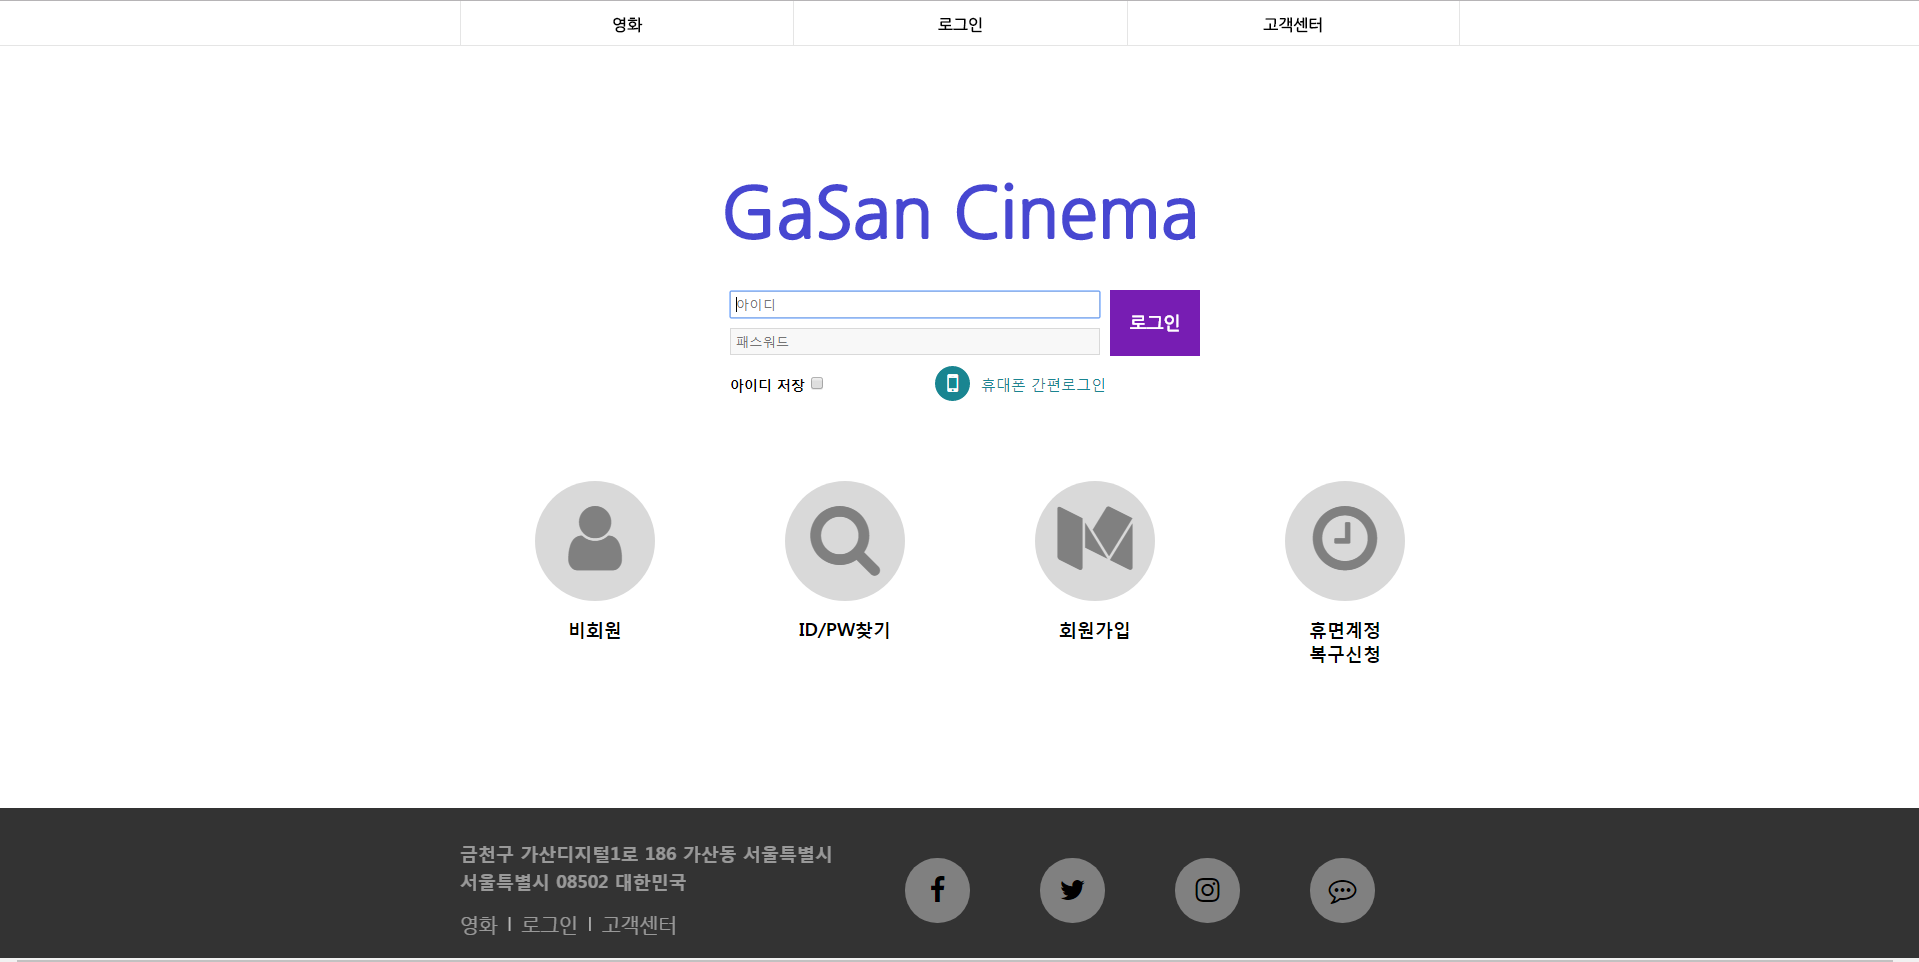 영화
로그인
고객센터
GaSan Cinema
아이디
로그인
패스워드
아이디 저장
휴대폰 간편로그인
비회원
ID/PW찾기
회원가입
휴면계정
복구신청
금천구 가산디지털1로 186 가산동 서울특별시
서울특별시 08502 대한민국
영화 | 로그인 | 고객센터